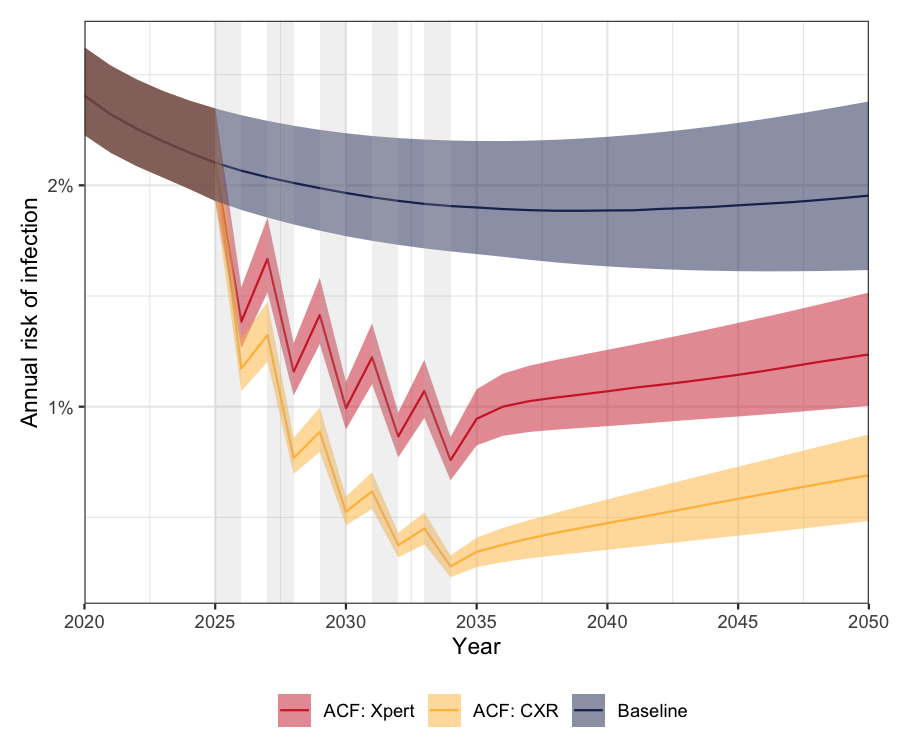 Annual risk of infection
2%
1%
2020 2025 2030 2035 2040 2045 2050
Year
ACF: Xpert ACF: CXR Baseline